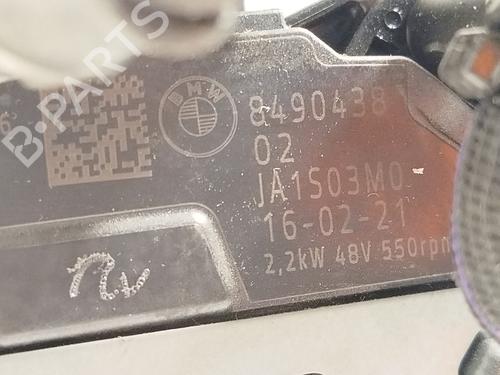 B-PARTS
BMW
8490438
02
JA1S03M0
16-02-21
2,2kW 48V 550rpm